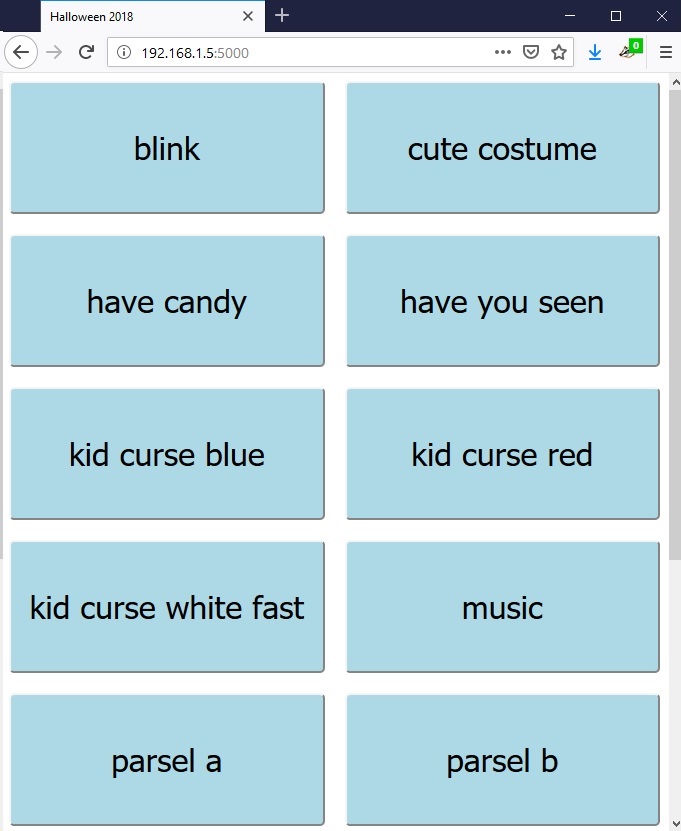 Halloween 2018
192.168.1.5:5000
0
blink
cute costume
have candy
have you seen
kid curse blue
kid curse red
kid curse white fast
music
parsel a
parsel b